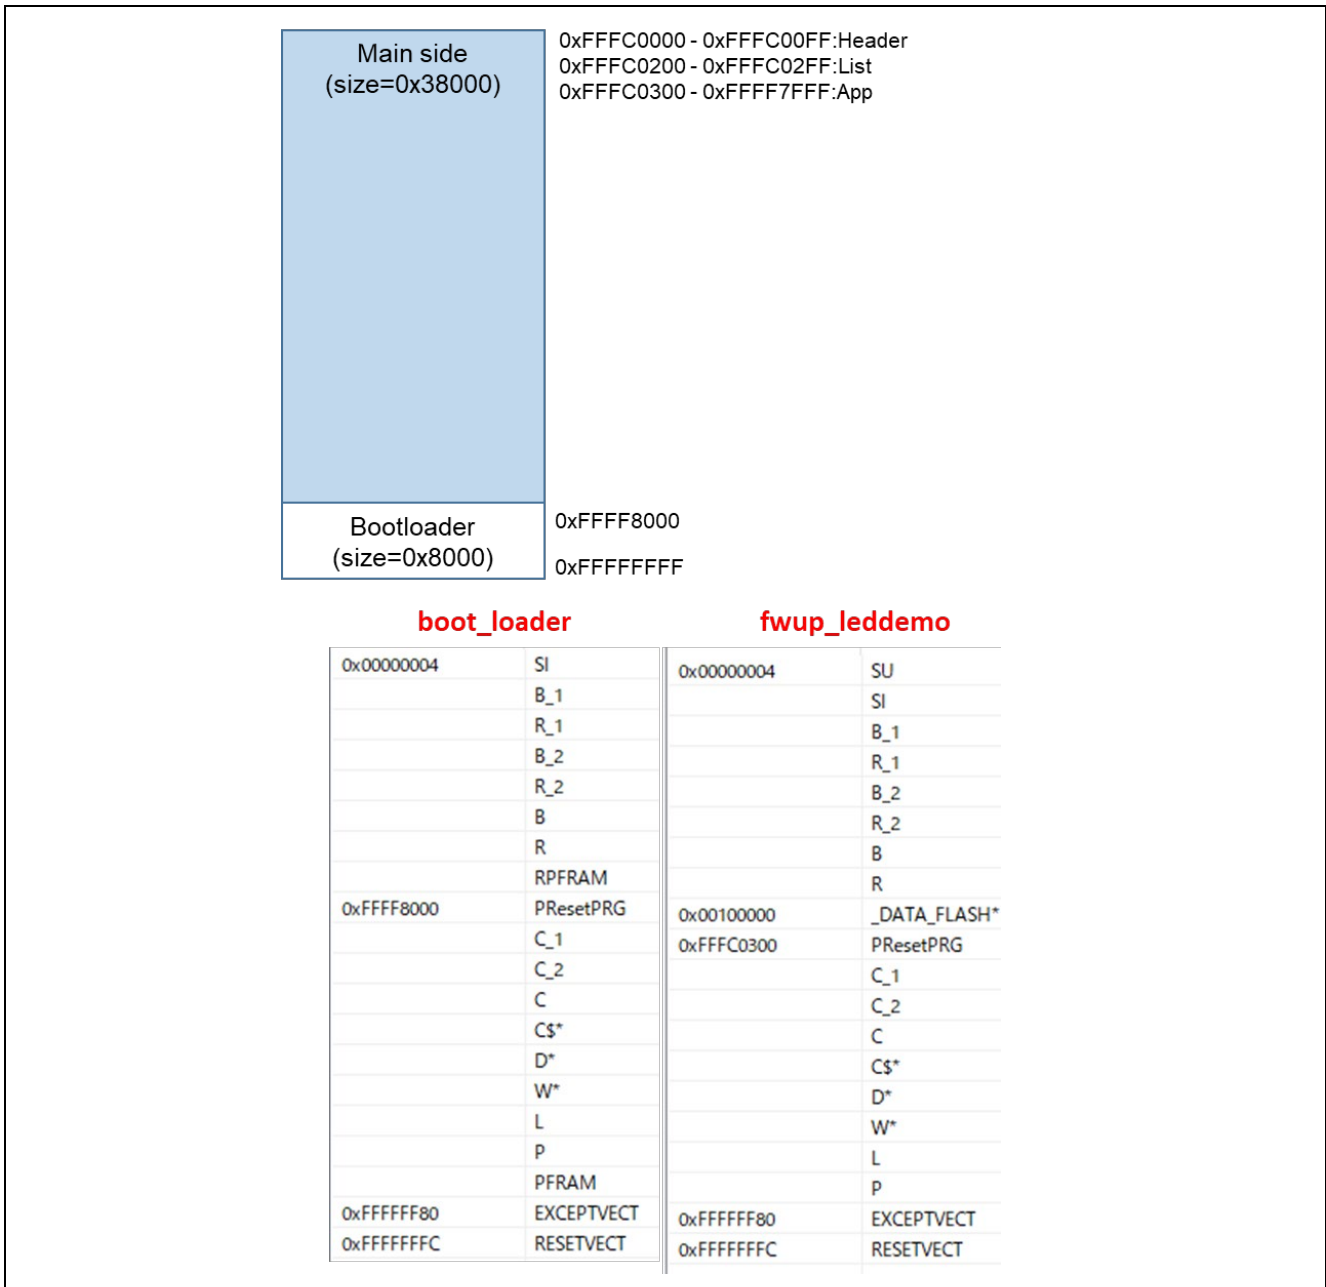 Main side
(size=0x38000)
0xFFFC0000 - 0xFFFC00FF:Header
0xFFFC0200 - 0xFFFC02FF:List
0xFFFC0300 - 0xFFFF7FFF:App
Bootloader
(size=0x8000)
0xFFFF8000
0xFFFFFFFF
boot_loader
0x00000004 SI
B_1
R_1
B_2
R_2
B
R
RPFRAM
0xFFFF8000 PResetPRG
C_1
C_2
C
C$*
D*
W*
L
P
PFRAM
0xFFFFFF80 EXCEPTVECT
0xFFFFFFFC RESETVECT
fwup_leddemo
0x00000004 SU
SI
B_1
R_1
B_2
R_2
B
R
0x00100000 _DATA_FLASH*
0xFFFC0300 PResetPRG
C_1
C_2
C
C$*
D*
W*
L
P
0xFFFFFF80 EXCEPTVECT
0xFFFFFFFC RESETVECT